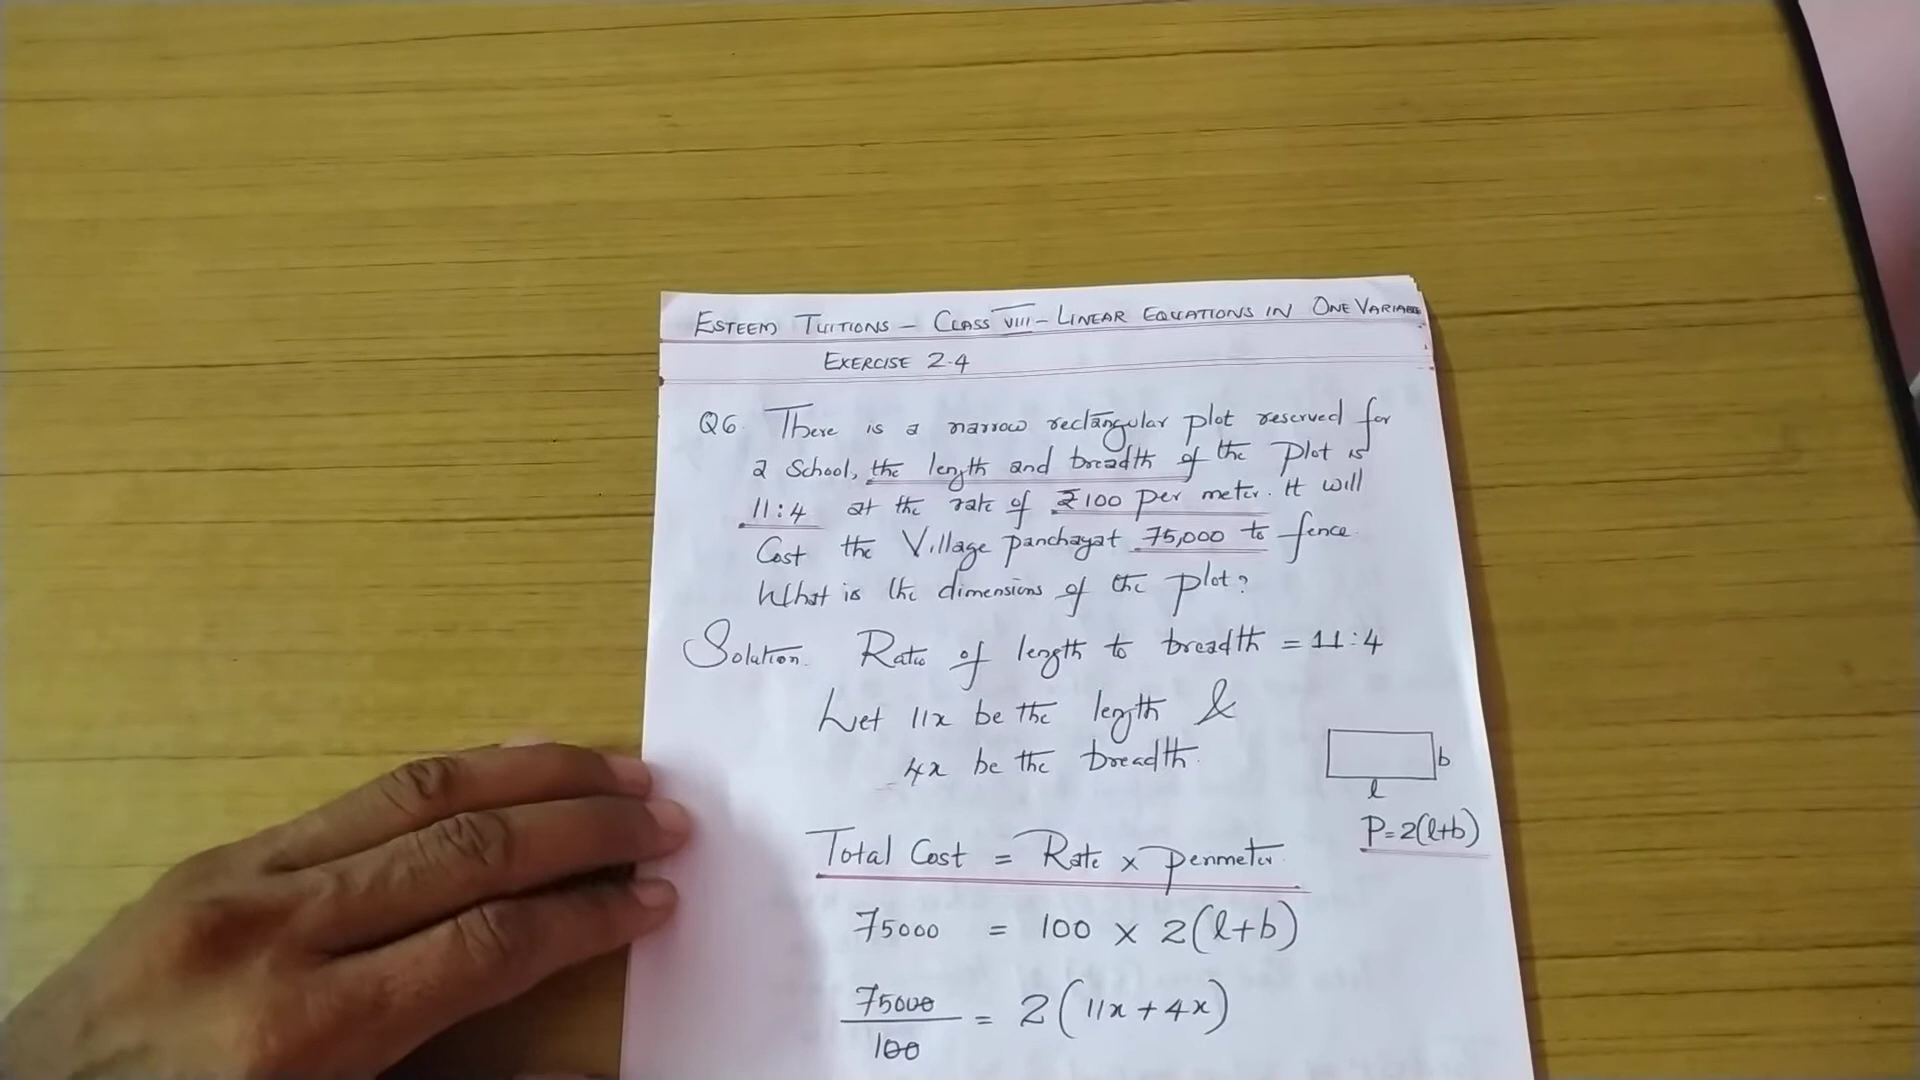 ESTEEM TUITIONS - CLASS VIII - LINEAR EQUATIONS IN ONE VARIABLE
EXERCISE 2.4
Q6. There is a narrow rectangular plot reserved for
a School, the length and breadth of the plot is
11:4 at the rate of ₹100 per meter. It will
Cost the Village panchayat 75,000 to fence.
What is the dimensions of the plot?
Solution. Ratio of length to breadth = 11:4
Let 11x be the length &
4x be the breadth.
b
l
P=2(l+b)
Total Cost = Rate x perimeter.
75000 = 100 x 2(l+b)
75000/100 = 2(11x+4x)